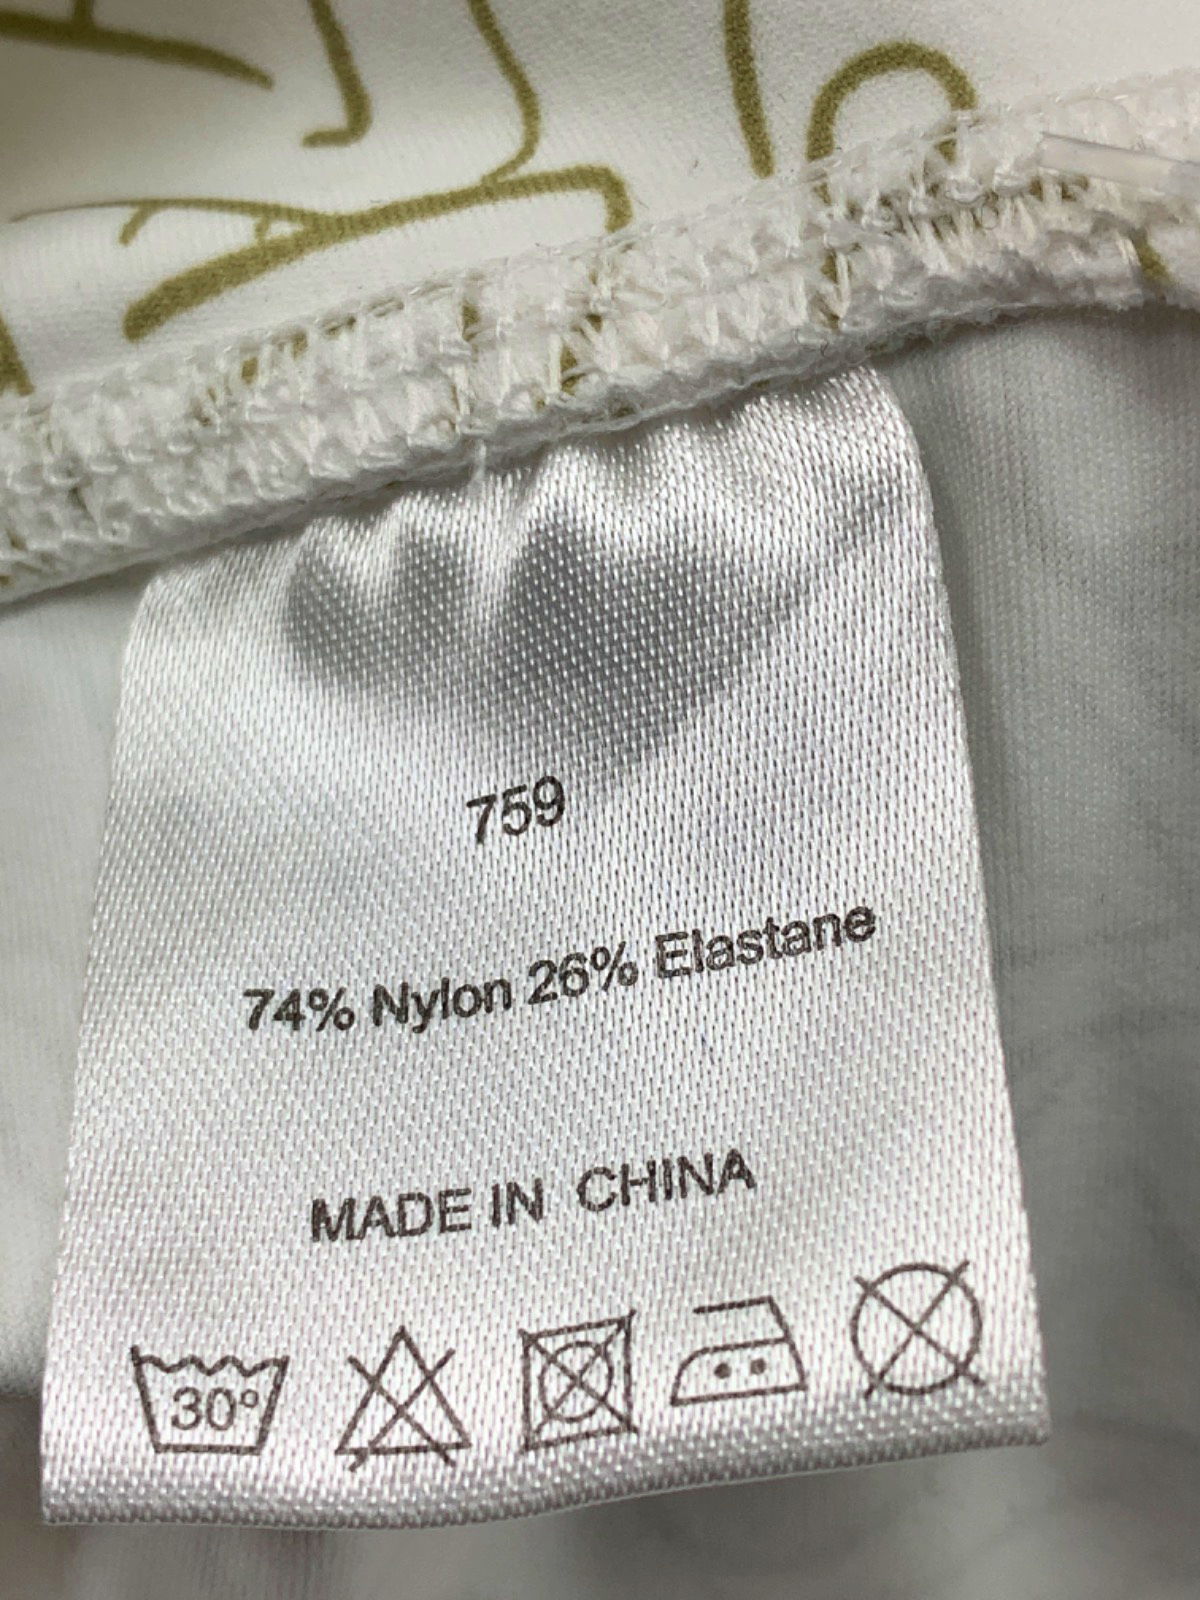 759
74% Nylon 26% Elastane
MADE IN CHINA
30°